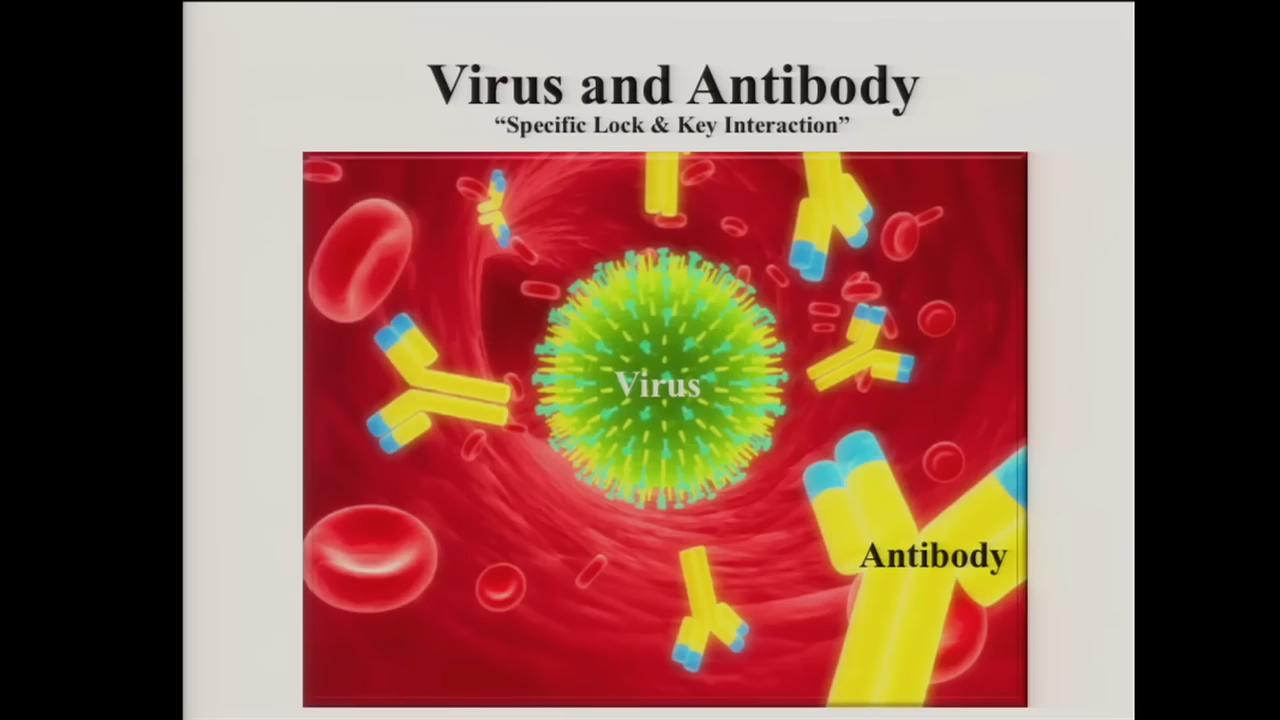 Virus and Antibody
“Specific Lock & Key Interaction”
Virus
Antibody